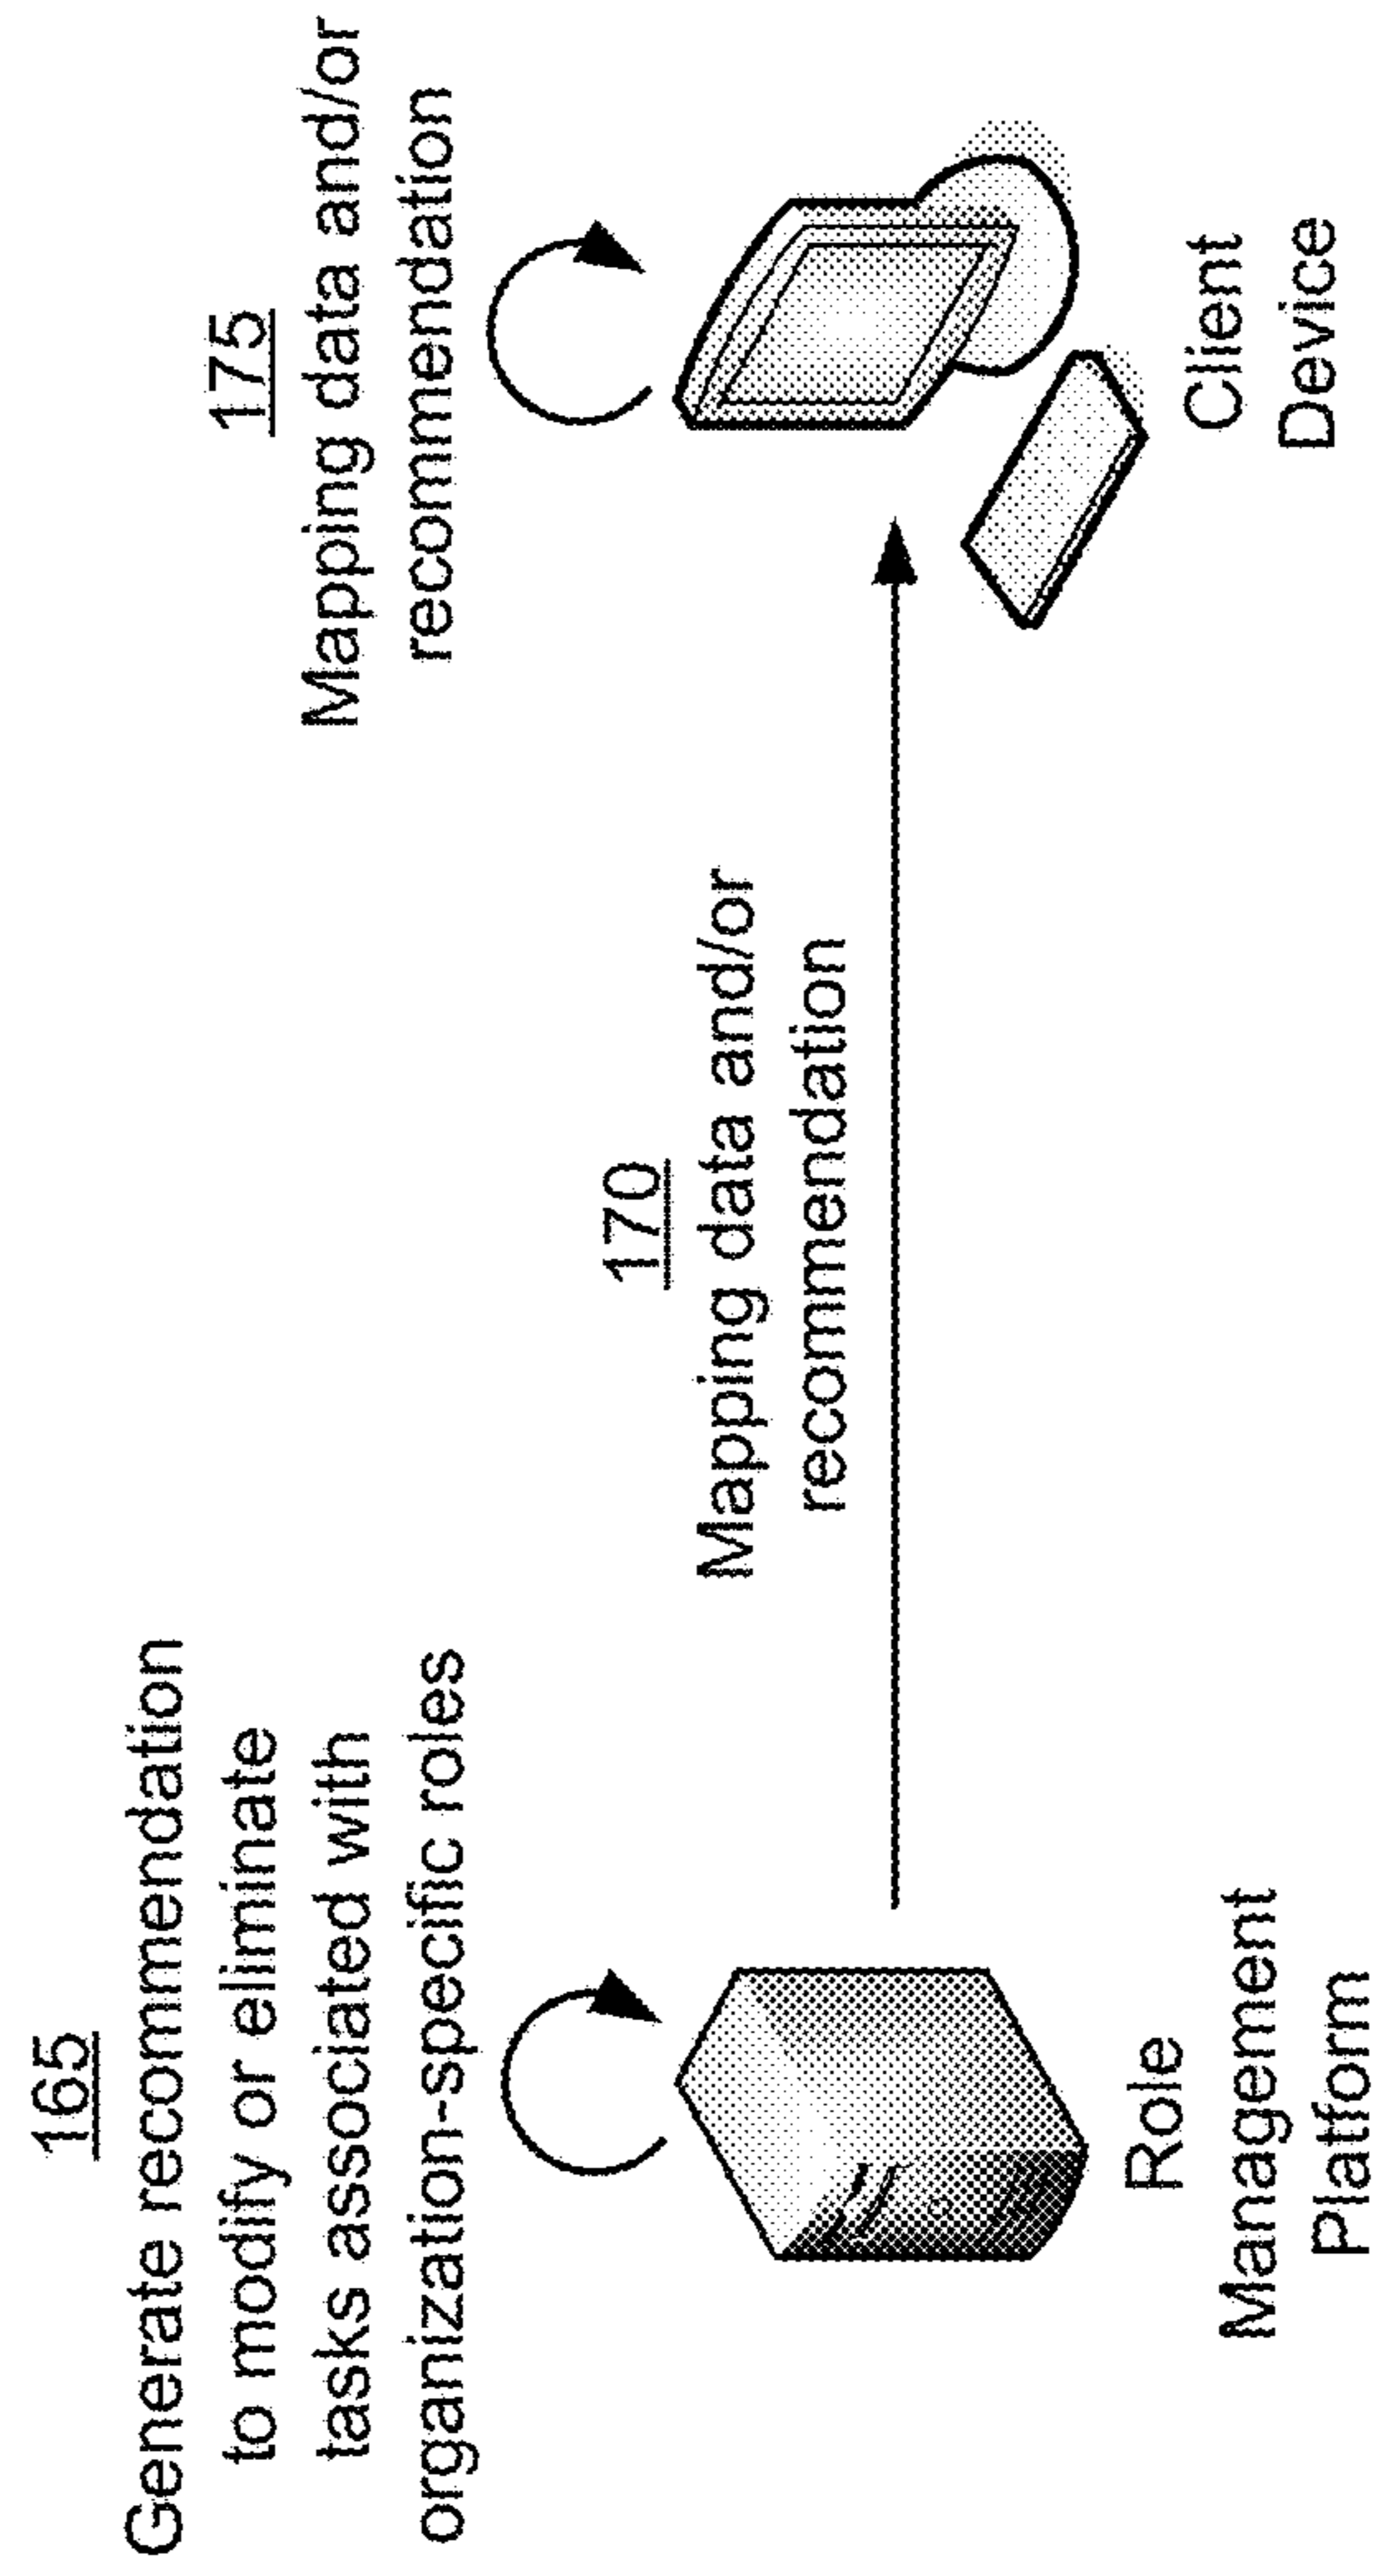 165
Generate recommendation
to modify or eliminate
tasks associated with
organization-specific roles
Role
Management
Platform
170
Mapping data and/or
recommendation
175
Mapping data and/or
recommendation
Client
Device